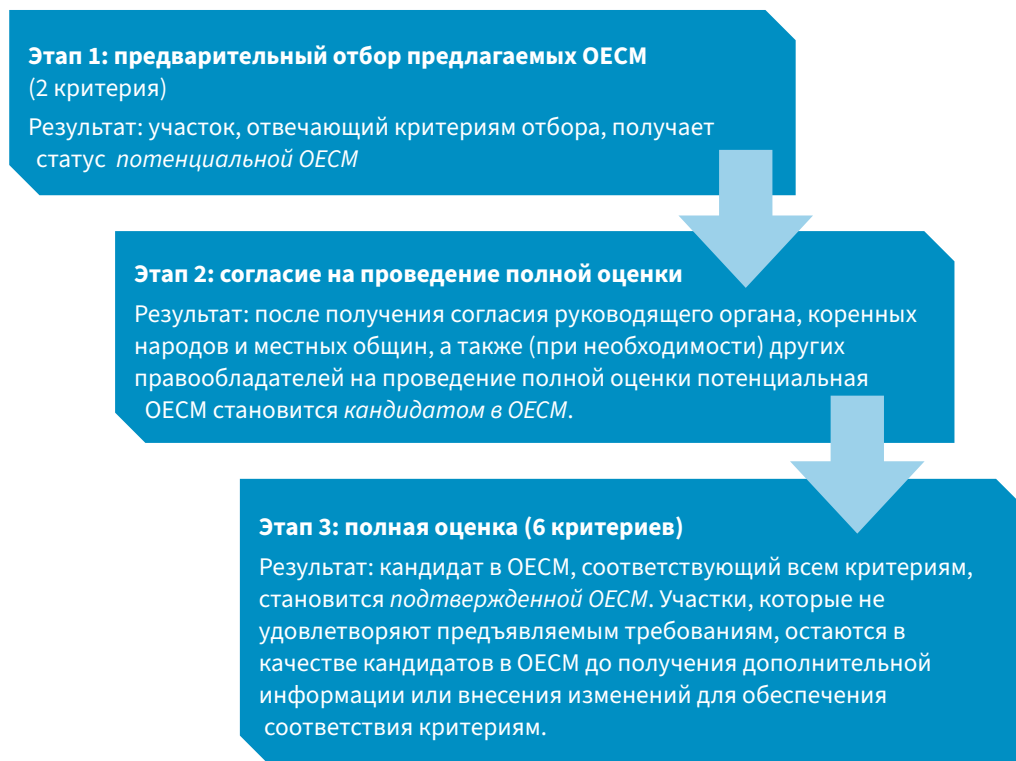 Этап 1: предварительный отбор предлагаемых ОЕСМ
(2 критерия)
Результат: участок, отвечающий критериям отбора, получает
статус потенциальной ОЕСМ
Этап 2: согласие на проведение полной оценки
Результат: после получения согласия руководящего органа, коренных
народов и местных общин, а также (при необходимости) других
правообладателей на проведение полной оценки потенциальная
ОЕСМ становится кандидатом в ОЕСМ.
Этап 3: полная оценка (6 критериев)
Результат: кандидат в ОЕСМ, соответствующий всем критериям,
становится подтвержденной ОЕСМ. Участки, которые не
удовлетворяют предъявляемым требованиям, остаются в
качестве кандидатов в ОЕСМ до получения дополнительной
информации или внесения изменений для обеспечения
соответствия критериям.